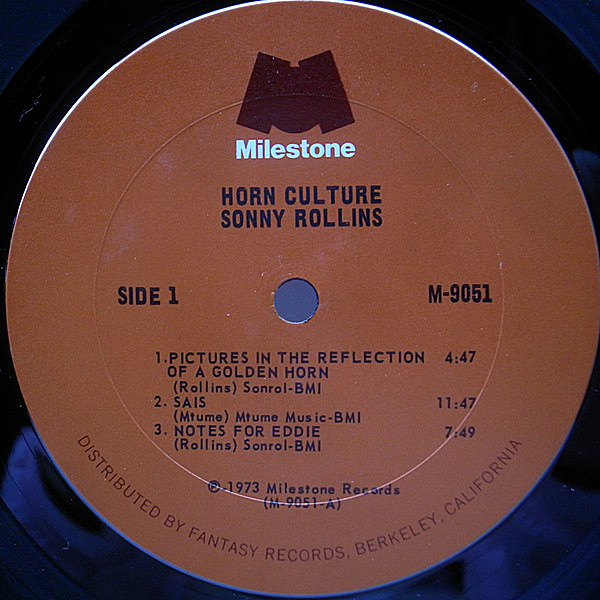 Milestone
HORN CULTURE
SONNY ROLLINS
SIDE 1
M-9051
1. PICTURES IN THE REFLECTION 4:47
OF A GOLDEN HORN
(Rollins) Sonrol-BMI
2. SAIS 11:47
(Mtume) Mtume Music-BMI
3. NOTES FOR EDDIE 7:49
(Rollins) Sonrol-BMI
℗-1973 Milestone Records
(M-9051-A)
DISTRIBUTED BY FANTASY RECORDS, BERKELEY, CALIFORNIA